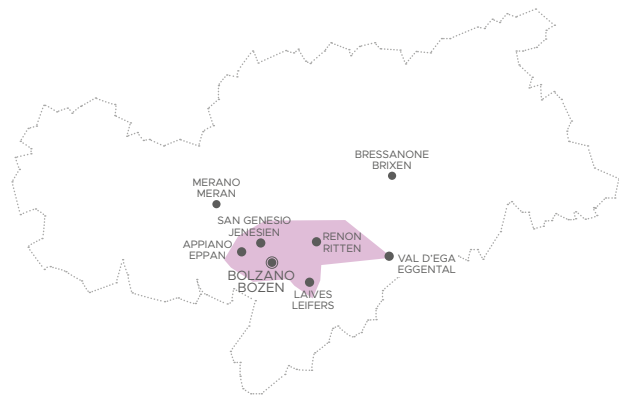 BRESSANONE
BRIXEN
MERANO
MERAN
SAN GENESIO
JENESIEN
RENON
RITTEN
APPIANO
EPPAN
VAL D'EGA
EGGENTAL
BOLZANO
BOZEN
LAIVES
LEIFERS